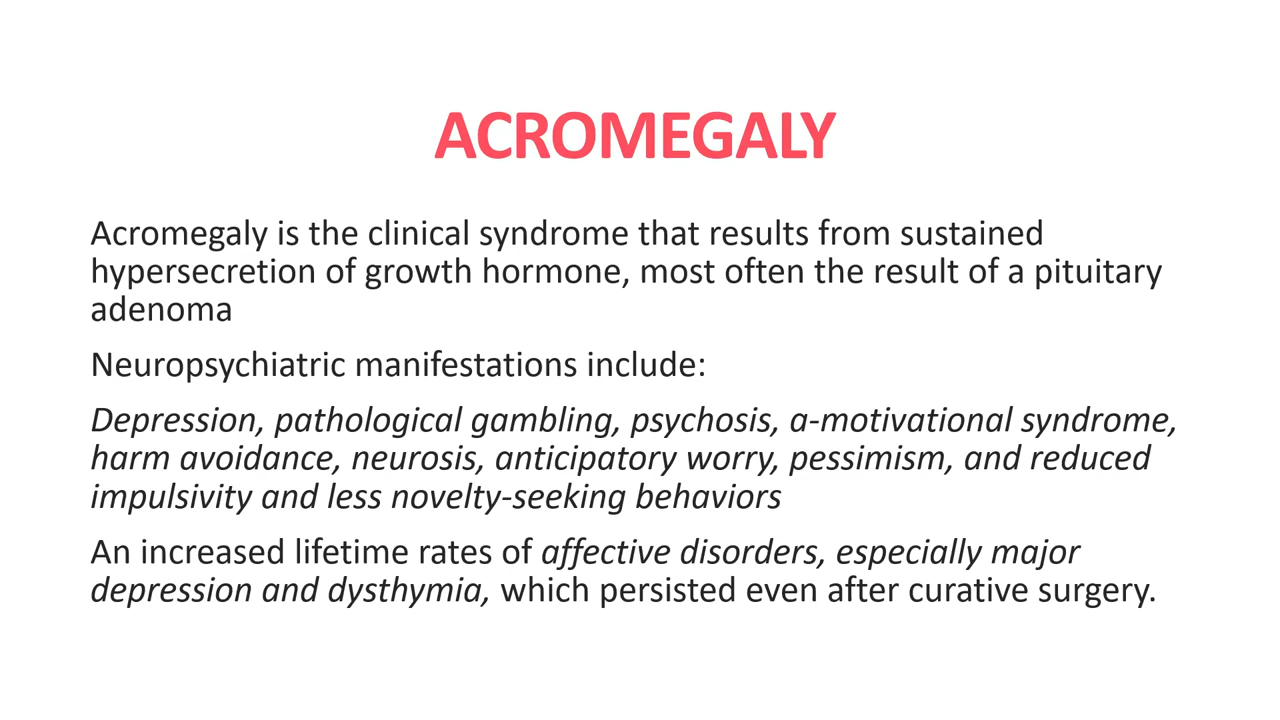 ACROMEGALY
Acromegaly is the clinical syndrome that results from sustained
hypersecretion of growth hormone, most often the result of a pituitary
adenoma
Neuropsychiatric manifestations include:
Depression, pathological gambling, psychosis, a-motivational syndrome,
harm avoidance, neurosis, anticipatory worry, pessimism, and reduced
impulsivity and less novelty-seeking behaviors
An increased lifetime rates of affective disorders, especially major
depression and dysthymia, which persisted even after curative surgery.